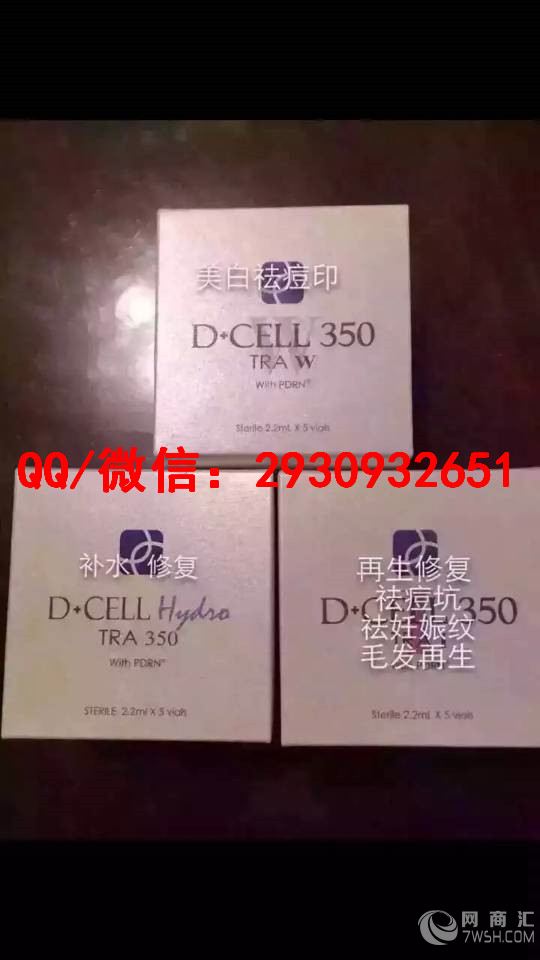 美白祛痘印
D+CELL 350
TRA W
With PDRN®
Sterile 2.2mL X 5 vials
QQ/微信：2930932651
补水 修复
D+CELL Hydro
TRA 350
With PDRN®
STERILE 2.2ml X 5 vials
再生修复
祛痘坑
D+CELL 350
祛妊娠纹
毛发再生
Sterile 2.2mL X 5 vials
网商汇
7WSH.COM